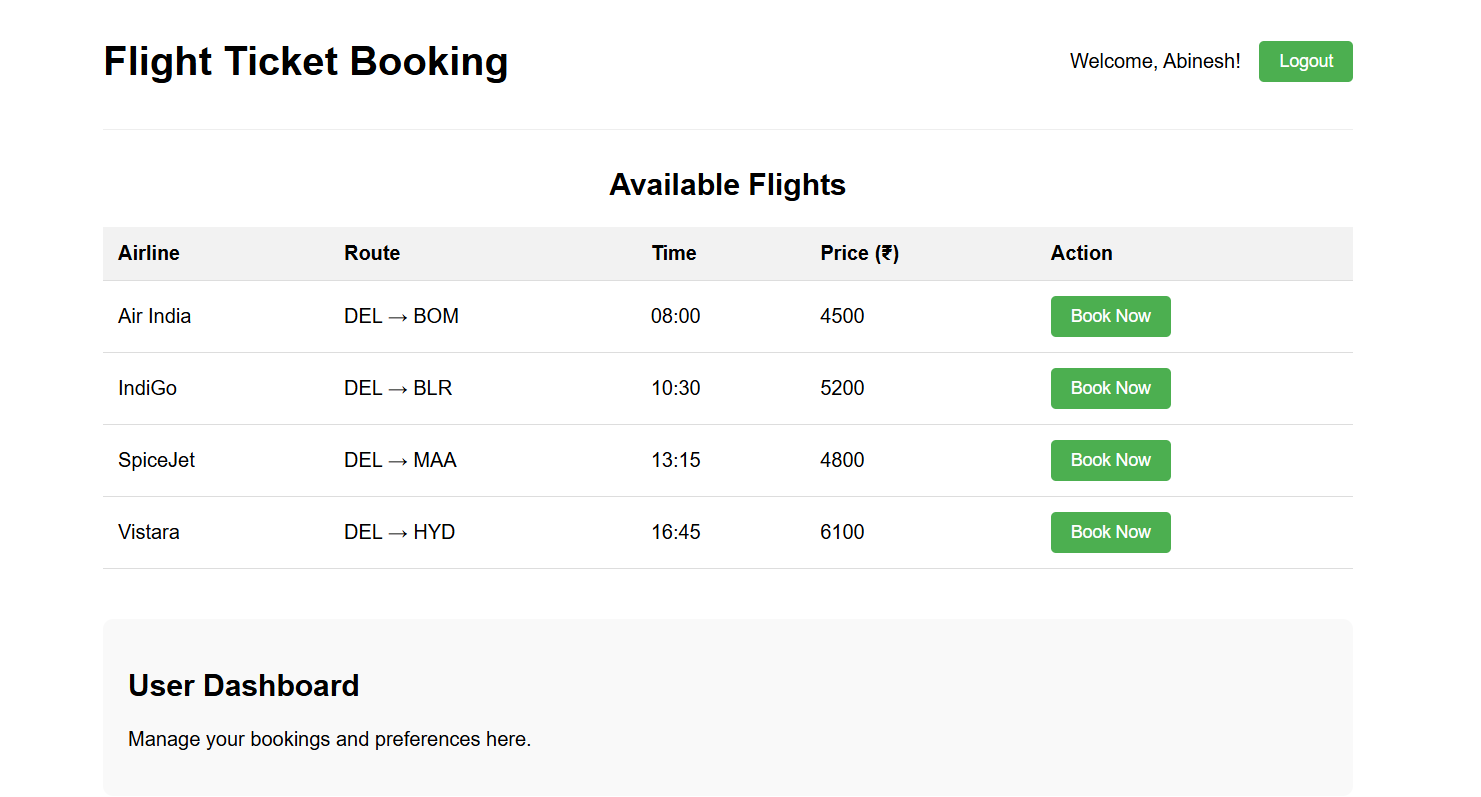 Flight Ticket Booking
Welcome, Abinesh! Logout
Available Flights
Airline Route Time Price (₹) Action
Air India DEL → BOM 08:00 4500 Book Now
IndiGo DEL → BLR 10:30 5200 Book Now
SpiceJet DEL → MAA 13:15 4800 Book Now
Vistara DEL → HYD 16:45 6100 Book Now
User Dashboard
Manage your bookings and preferences here.